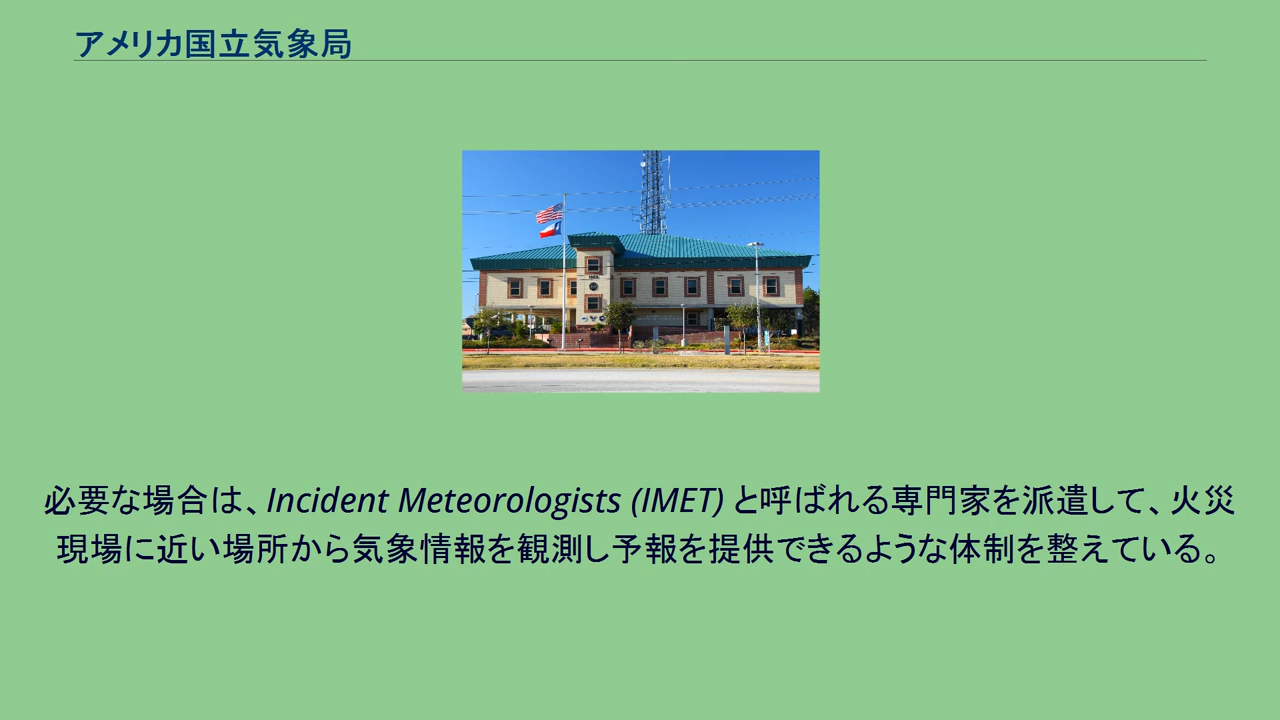 アメリカ国立気象局
必要な場合は、Incident Meteorologists (IMET) と呼ばれる専門家を派遣して、火災
現場に近い場所から気象情報を観測し予報を提供できるような体制を整えている。